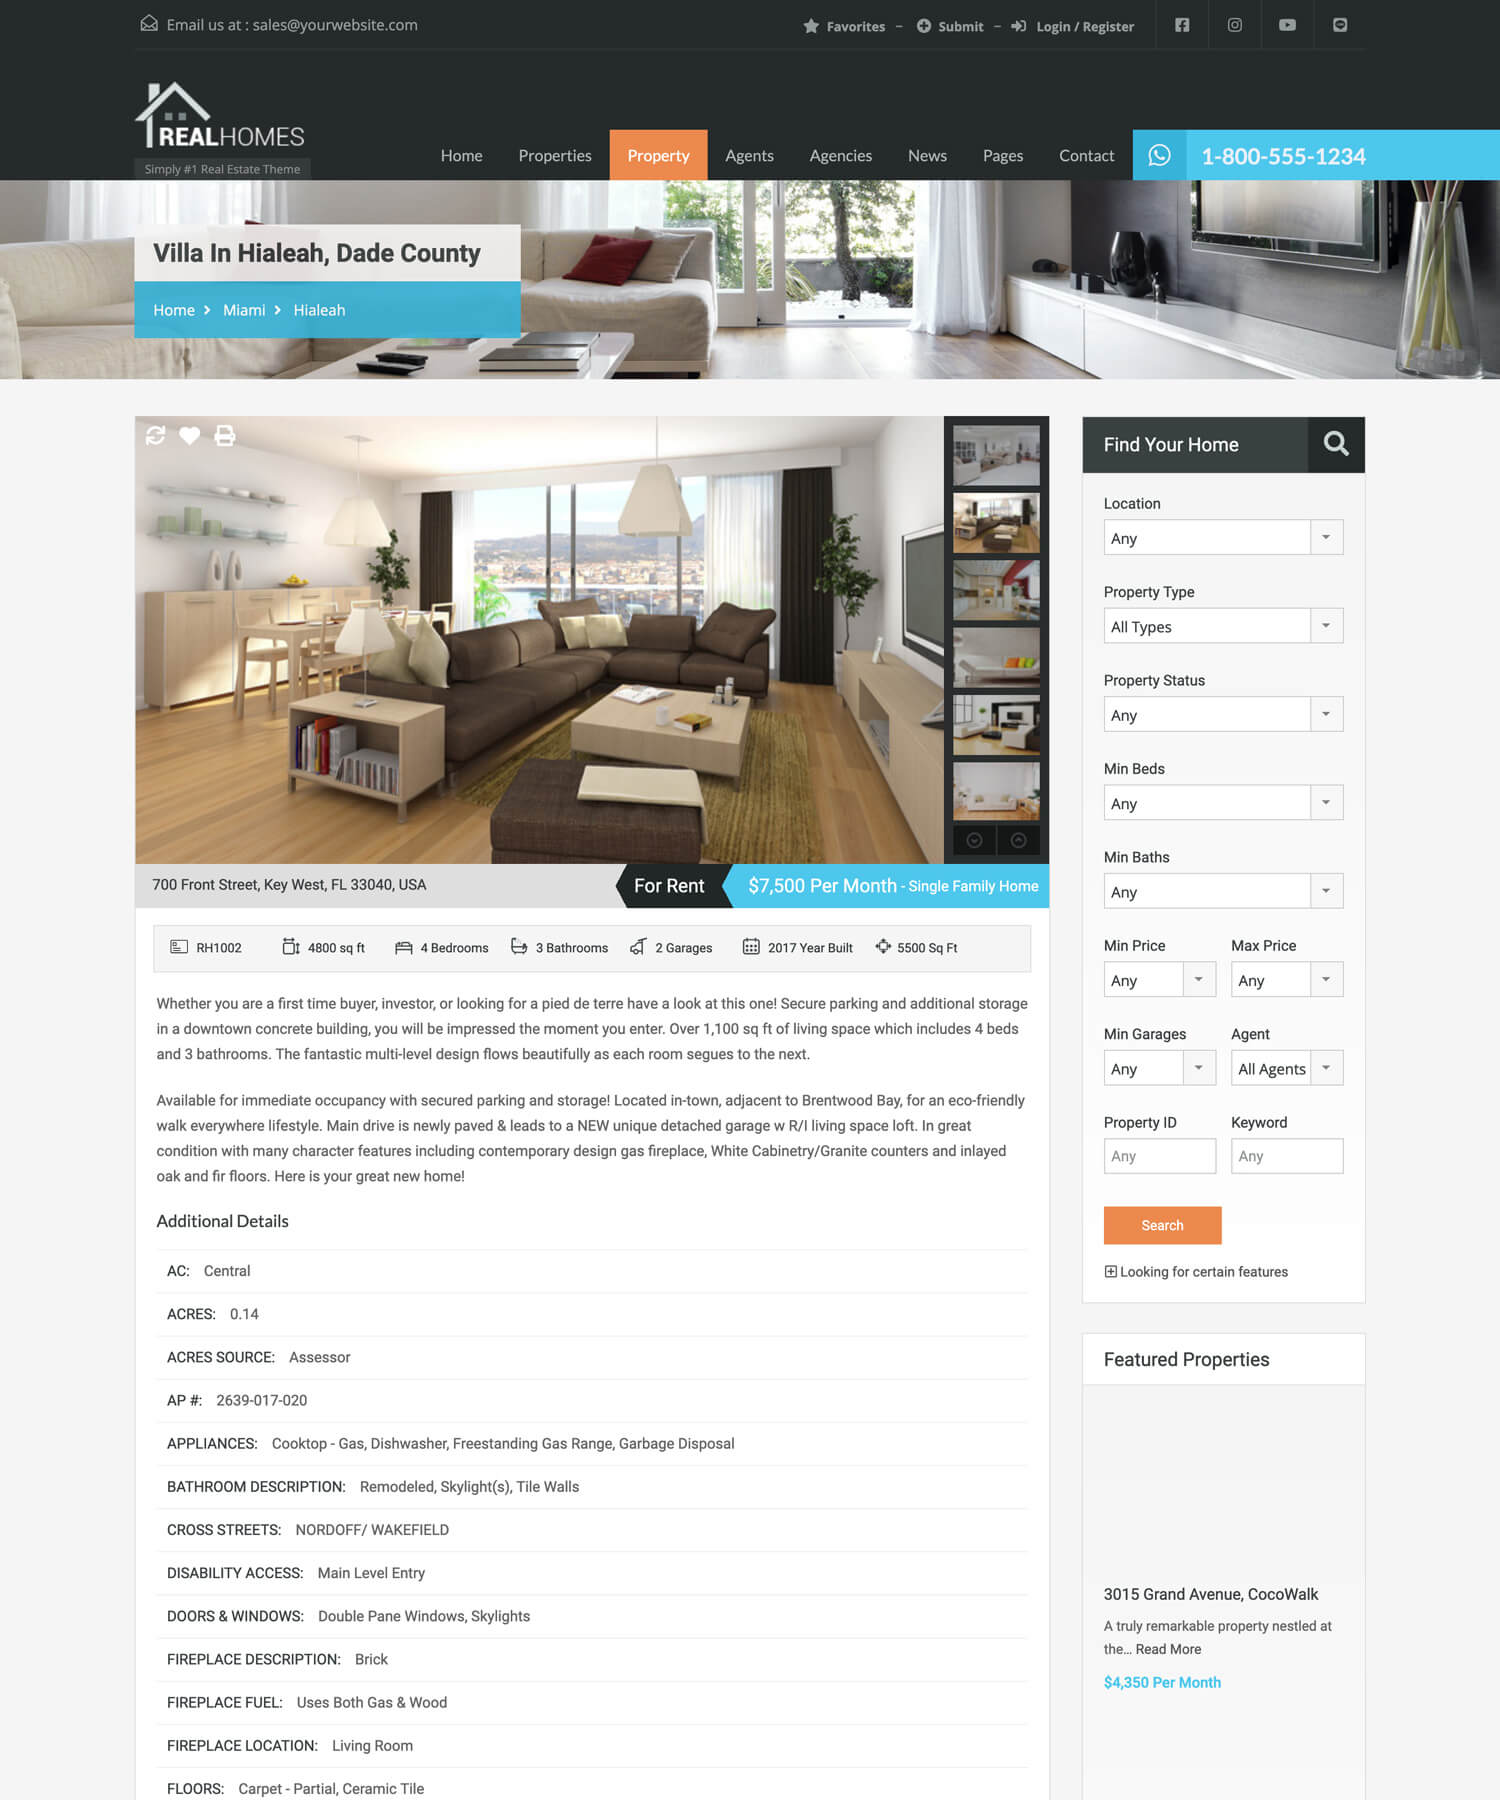 Email us at : sales@yourwebsite.com
Favorites – Submit – Login / Register
REALHOMES
Simply #1 Real Estate Theme
Home Properties Property Agents Agencies News Pages Contact
1-800-555-1234
Villa In Hialeah, Dade County
Home Miami Hialeah
700 Front Street, Key West, FL 33040, USA
For Rent
$7,500 Per Month - Single Family Home
RH1002 4800 sq ft 4 Bedrooms 3 Bathrooms 2 Garages 2017 Year Built 5500 Sq Ft
Whether you are a first time buyer, investor, or looking for a pied de terre have a look at this one! Secure parking and additional storage
in a downtown concrete building, you will be impressed the moment you enter. Over 1,100 sq ft of living space which includes 4 beds
and 3 bathrooms. The fantastic multi-level design flows beautifully as each room segues to the next.
Available for immediate occupancy with secured parking and storage! Located in-town, adjacent to Brentwood Bay, for an eco-friendly
walk everywhere lifestyle. Main drive is newly paved & leads to a NEW unique detached garage w R/I living space loft. In great
condition with many character features including contemporary design gas fireplace, White Cabinetry/Granite counters and inlayed
oak and fir floors. Here is your great new home!
Additional Details
AC: Central
ACRES: 0.14
ACRES SOURCE: Assessor
AP #: 2639-017-020
APPLIANCES: Cooktop - Gas, Dishwasher, Freestanding Gas Range, Garbage Disposal
BATHROOM DESCRIPTION: Remodeled, Skylight(s), Tile Walls
CROSS STREETS: NORDOFF/ WAKEFIELD
DISABILITY ACCESS: Main Level Entry
DOORS & WINDOWS: Double Pane Windows, Skylights
FIREPLACE DESCRIPTION: Brick
FIREPLACE FUEL: Uses Both Gas & Wood
FIREPLACE LOCATION: Living Room
FLOORS: Carpet - Partial, Ceramic Tile
Find Your Home
Location
Any
Property Type
All Types
Property Status
Any
Min Beds
Any
Min Baths
Any
Min Price Max Price
Any Any
Min Garages Agent
Any All Agents
Property ID Keyword
Any Any
Search
Looking for certain features
Featured Properties
3015 Grand Avenue, CocoWalk
A truly remarkable property nestled at
the… Read More
$4,350 Per Month